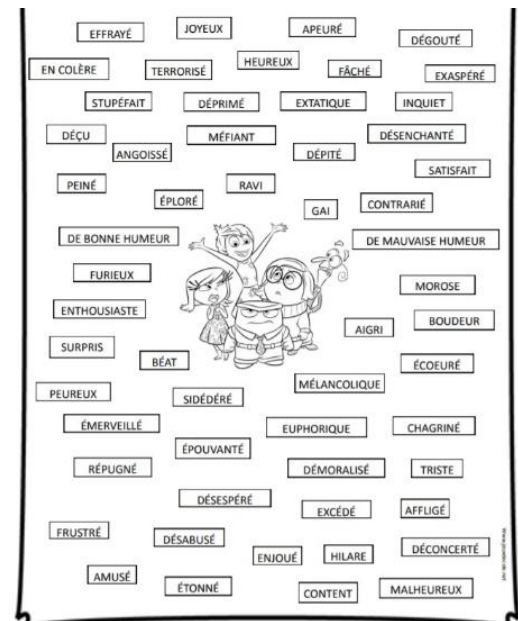 EFFRAYÉ
JOYEUX
APEURÉ
DÉGOUTÉ
EN COLÈRE
TERRORISÉ
HEUREUX
FÂCHÉ
EXASPÉRÉ
STUPÉFAIT
DÉPRIMÉ
EXTATIQUE
INQUIET
DÉÇU
MÉFIANT
DÉSENCHANTÉ
ANGOISSÉ
DÉPITÉ
SATISFAIT
PEINÉ
RAVI
ÉPLORÉ
GAI
CONTRARIÉ
DE BONNE HUMEUR
DE MAUVAISE HUMEUR
FURIEUX
MOROSE
ENTHOUSIASTE
BOUDEUR
AIGRI
SURPRIS
BÉAT
ÉCOEURÉ
MÉLANCOLIQUE
PEUREUX
SIDÉDÉRÉ
ÉMERVEILLÉ
EUPHORIQUE
CHAGRINÉ
ÉPOUVANTÉ
RÉPUGNÉ
DÉMORALISÉ
TRISTE
DÉSESPÉRÉ
EXCÉDÉ
AFFLIGÉ
FRUSTRÉ
DÉSABUSÉ
ENJOUÉ
HILARE
DÉCONCERTÉ
AMUSÉ
ÉTONNÉ
CONTENT
MALHEUREUX